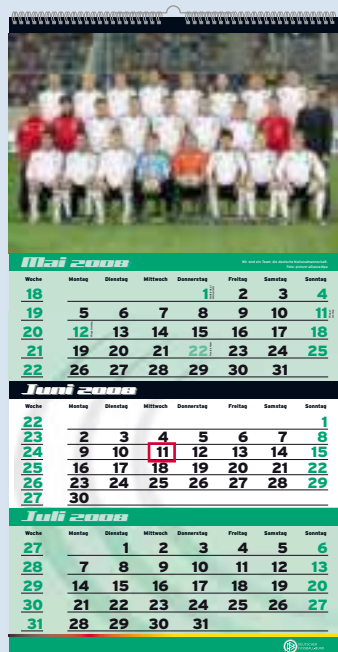 Mai 2008
Woche Montag Dienstag Mittwoch Donnerstag Freitag Samstag Sonntag
18 1 2 3 4
19 5 6 7 8 9 10 11
20 12 13 14 15 16 17 18
21 19 20 21 22 23 24 25
22 26 27 28 29 30 31
Juni 2008
Woche Montag Dienstag Mittwoch Donnerstag Freitag Samstag Sonntag
22 1
23 2 3 4 5 6 7 8
24 9 10 11 12 13 14 15
25 16 17 18 19 20 21 22
26 23 24 25 26 27 28 29
27 30
Juli 2008
Woche Montag Dienstag Mittwoch Donnerstag Freitag Samstag Sonntag
27 1 2 3 4 5 6
28 7 8 9 10 11 12 13
29 14 15 16 17 18 19 20
30 21 22 23 24 25 26 27
31 28 29 30 31
DEUTSCHER
FUSSBALL-BUND